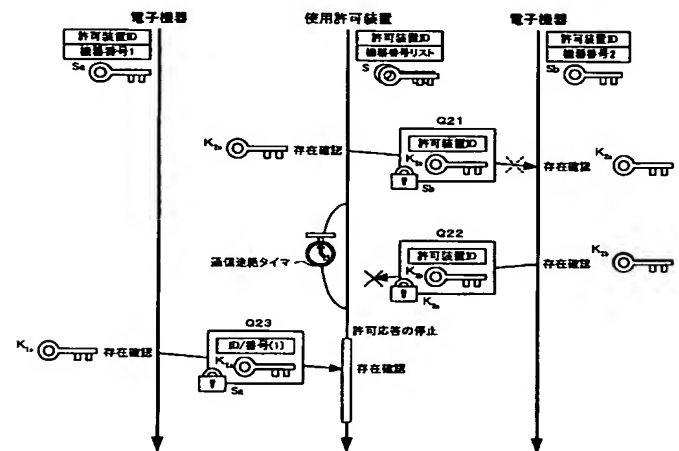 電子機器
使用許可装置
電子機器
許可装置ID
機器番号1
Sa
許可装置ID
機器番号リスト
S
許可装置ID
機器番号2
Sb
Q21
許可装置ID
存在確認
Sb
存在確認
Q22
許可装置ID
存在確認
通信途絶タイマ
許可応答の停止
Q23
ID/番号(1)
存在確認
Sa
存在確認